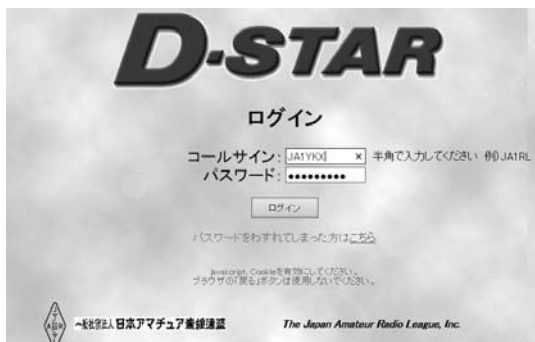 D-STAR
ログイン
コールサイン: JA1YKX × 半角で入力してください 例)JA1RL
パスワード: ●●●●●●●●●
ログイン
パスワードをわすれてしまった方はこちら
Javascript, Cookieを有効にしてください。
ブラウザの「戻る」ボタンは使用しないでください。
一般社団法人日本アマチュア無線連盟 The Japan Amateur Radio League, Inc.